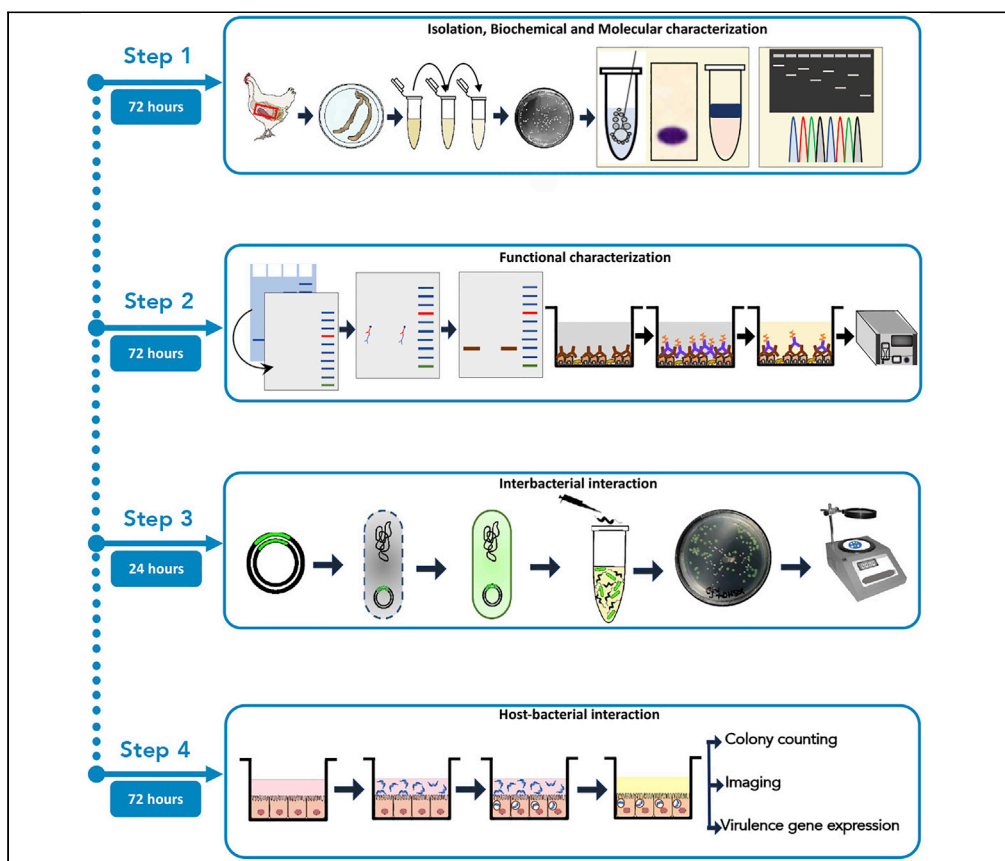 Isolation, Biochemical and Molecular characterization
Step 1
72 hours
Functional characterization
Step 2
72 hours
Interbacterial interaction
Step 3
24 hours
Host-bacterial interaction
Step 4
72 hours
Colony counting
Imaging
Virulence gene expression